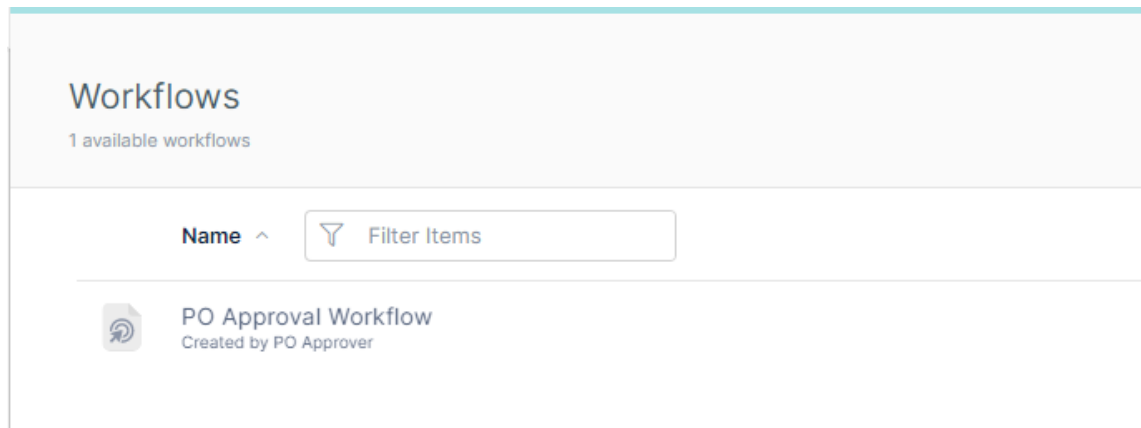 Workflows
1 available workflows
Name
Filter Items
PO Approval Workflow
Created by PO Approver